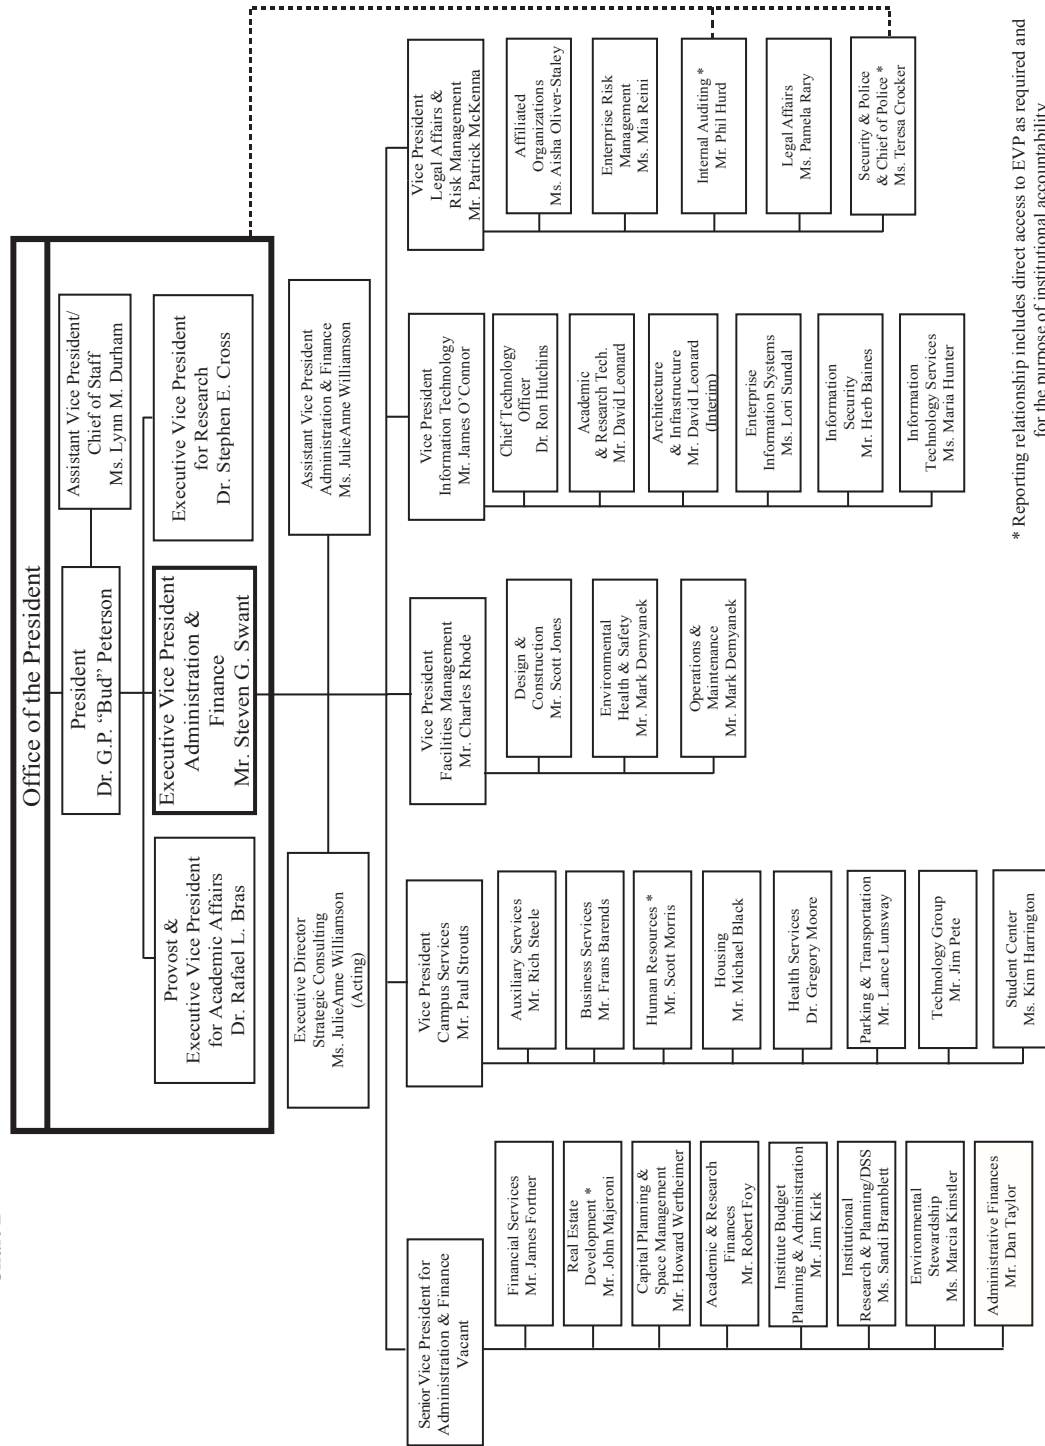 Office of the President
President
Dr. G.P. “Bud” Peterson
Assistant Vice President/
Chief of Staff
Ms. Lynn M. Durham
Provost &
Executive Vice President
for Academic Affairs
Dr. Rafael L. Bras
Executive Vice President
Administration &
Finance
Mr. Steven G. Swant
Executive Vice President
for Research
Dr. Stephen E. Cross
Executive Director
Strategic Consulting
Ms. JulieAnne Williamson
(Acting)
Assistant Vice President
Administration & Finance
Ms. JulieAnne Williamson
Senior Vice President for
Administration & Finance
Vacant
Financial Services
Mr. James Fortner
Real Estate
Development *
Mr. John Majeroni
Capital Planning &
Space Management
Mr. Howard Wertheimer
Academic & Research
Finances
Mr. Robert Foy
Institute Budget
Planning & Administration
Mr. Jim Kirk
Institutional
Research & Planning/DSS
Ms. Sandi Bramblett
Environmental
Stewardship
Ms. Marcia Kinstler
Administrative Finances
Mr. Dan Taylor
Vice President
Campus Services
Mr. Paul Strouts
Auxiliary Services
Mr. Rich Steele
Business Services
Mr. Frans Barends
Human Resources *
Mr. Scott Morris
Housing
Mr. Michael Black
Health Services
Dr. Gregory Moore
Parking & Transportation
Mr. Lance Lunsway
Technology Group
Mr. Jim Pete
Student Center
Ms. Kim Harrington
Vice President
Facilities Management
Mr. Charles Rhode
Design &
Construction
Mr. Scott Jones
Environmental
Health & Safety
Mr. Mark Demyanek
Operations &
Maintenance
Mr. Mark Demyanek
Vice President
Information Technology
Mr. James O’Connor
Chief Technology
Officer
Dr. Ron Hutchins
Academic
& Research Tech.
Mr. David Leonard
Architecture
& Infrastructure
Mr. David Leonard
(Interim)
Enterprise
Information Systems
Ms. Lori Sundal
Information
Security
Mr. Herb Baines
Information
Technology Services
Ms. Maria Hunter
Vice President
Legal Affairs &
Risk Management
Mr. Patrick McKenna
Affiliated
Organizations
Ms. Aisha Oliver-Staley
Enterprise Risk
Management
Ms. Mia Reini
Internal Auditing *
Mr. Phil Hurd
Legal Affairs
Ms. Pamela Rary
Security & Police
& Chief of Police *
Ms. Teresa Crocker
* Reporting relationship includes direct access to EVP as required and
for the purpose of institutional accountability